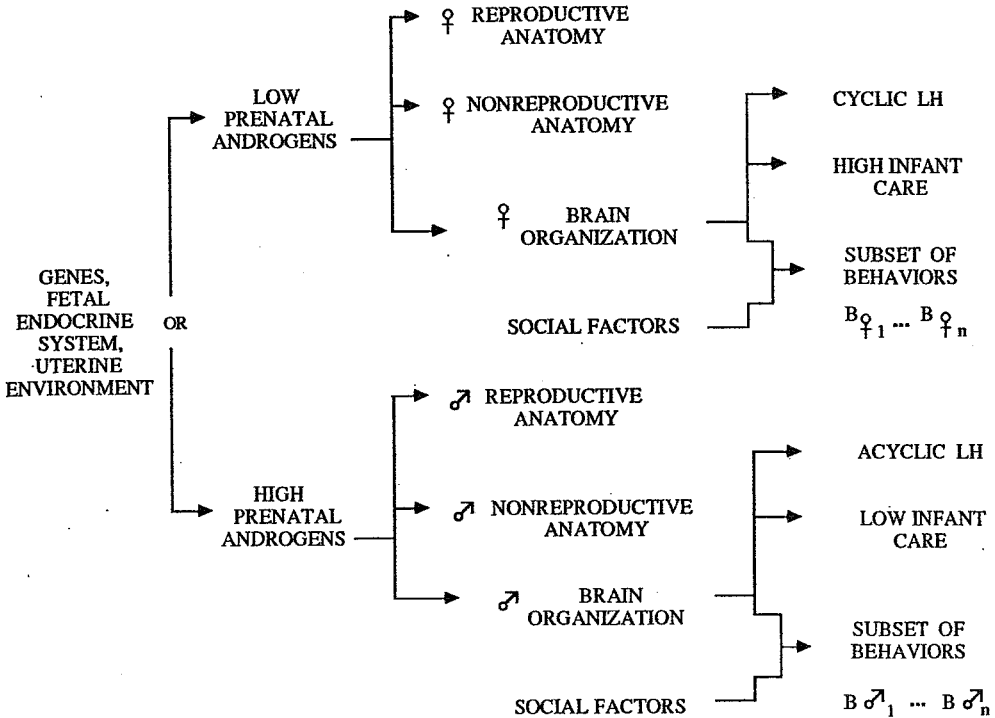 GENES,
FETAL
ENDOCRINE
SYSTEM,
UTERINE
ENVIRONMENT
OR
LOW
PRENATAL
ANDROGENS
♀ REPRODUCTIVE
ANATOMY
♀ NONREPRODUCTIVE
ANATOMY
♀ BRAIN
ORGANIZATION
SOCIAL FACTORS
CYCLIC LH
HIGH INFANT
CARE
SUBSET OF
BEHAVIORS
B♀1 ... B♀n
HIGH
PRENATAL
ANDROGENS
♂ REPRODUCTIVE
ANATOMY
♂ NONREPRODUCTIVE
ANATOMY
♂ BRAIN
ORGANIZATION
SOCIAL FACTORS
ACYCLIC LH
LOW INFANT
CARE
SUBSET OF
BEHAVIORS
B♂1 ... B♂n